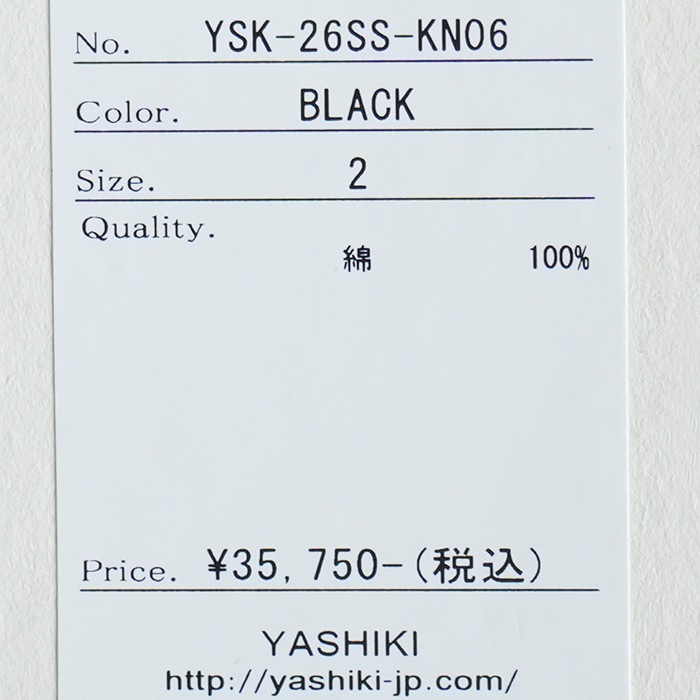 No. YSK-26SS-KN06
Color. BLACK
Size. 2
Quality.
綿 100%
Price. ¥35,750-(税込)
YASHIKI
http://yashiki-jp.com/